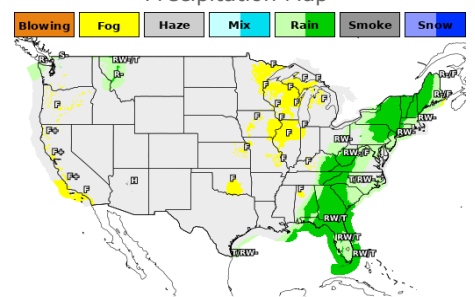 Precipitation Map
Blowing Fog Haze Mix Rain Smoke Snow
R- S- RW-/T
R-
F
F+
F+
F+
F
H
F
F
F
F
F
F
F
F
F
F
F
F
F
R-/F
R-/F
RW-
RW-
RW-
RW-/F
T/RW-
RW/T
RW/T
RW/T
T/RW-